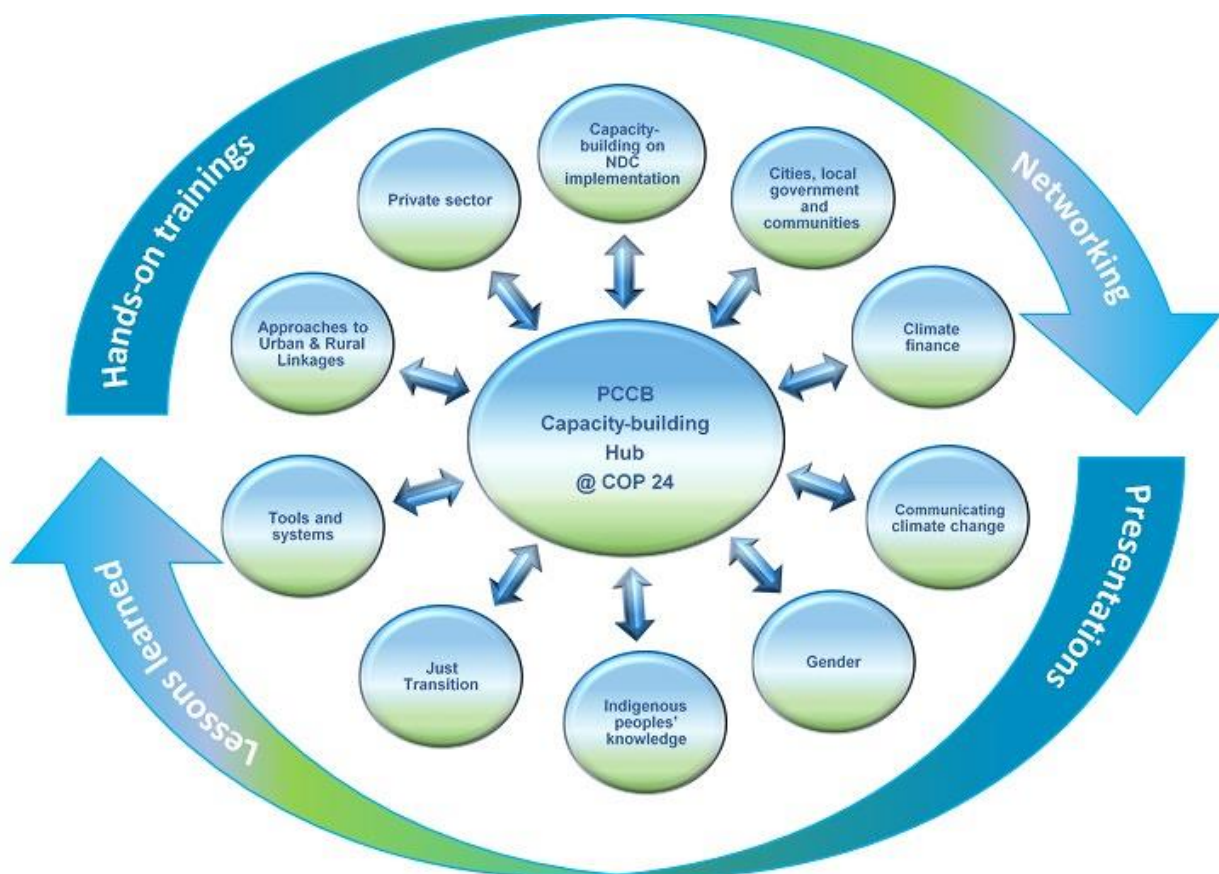 Hands-on trainings
Networking
Presentations
Lessons learned
Capacity-
building on
NDC
implementation
Cities, local
government
and
communities
Climate
finance
Communicating
climate change
Gender
Indigenous
peoples'
knowledge
Just
Transition
Tools and
systems
Approaches to
Urban & Rural
Linkages
Private sector
PCCB
Capacity-building
Hub
@ COP 24